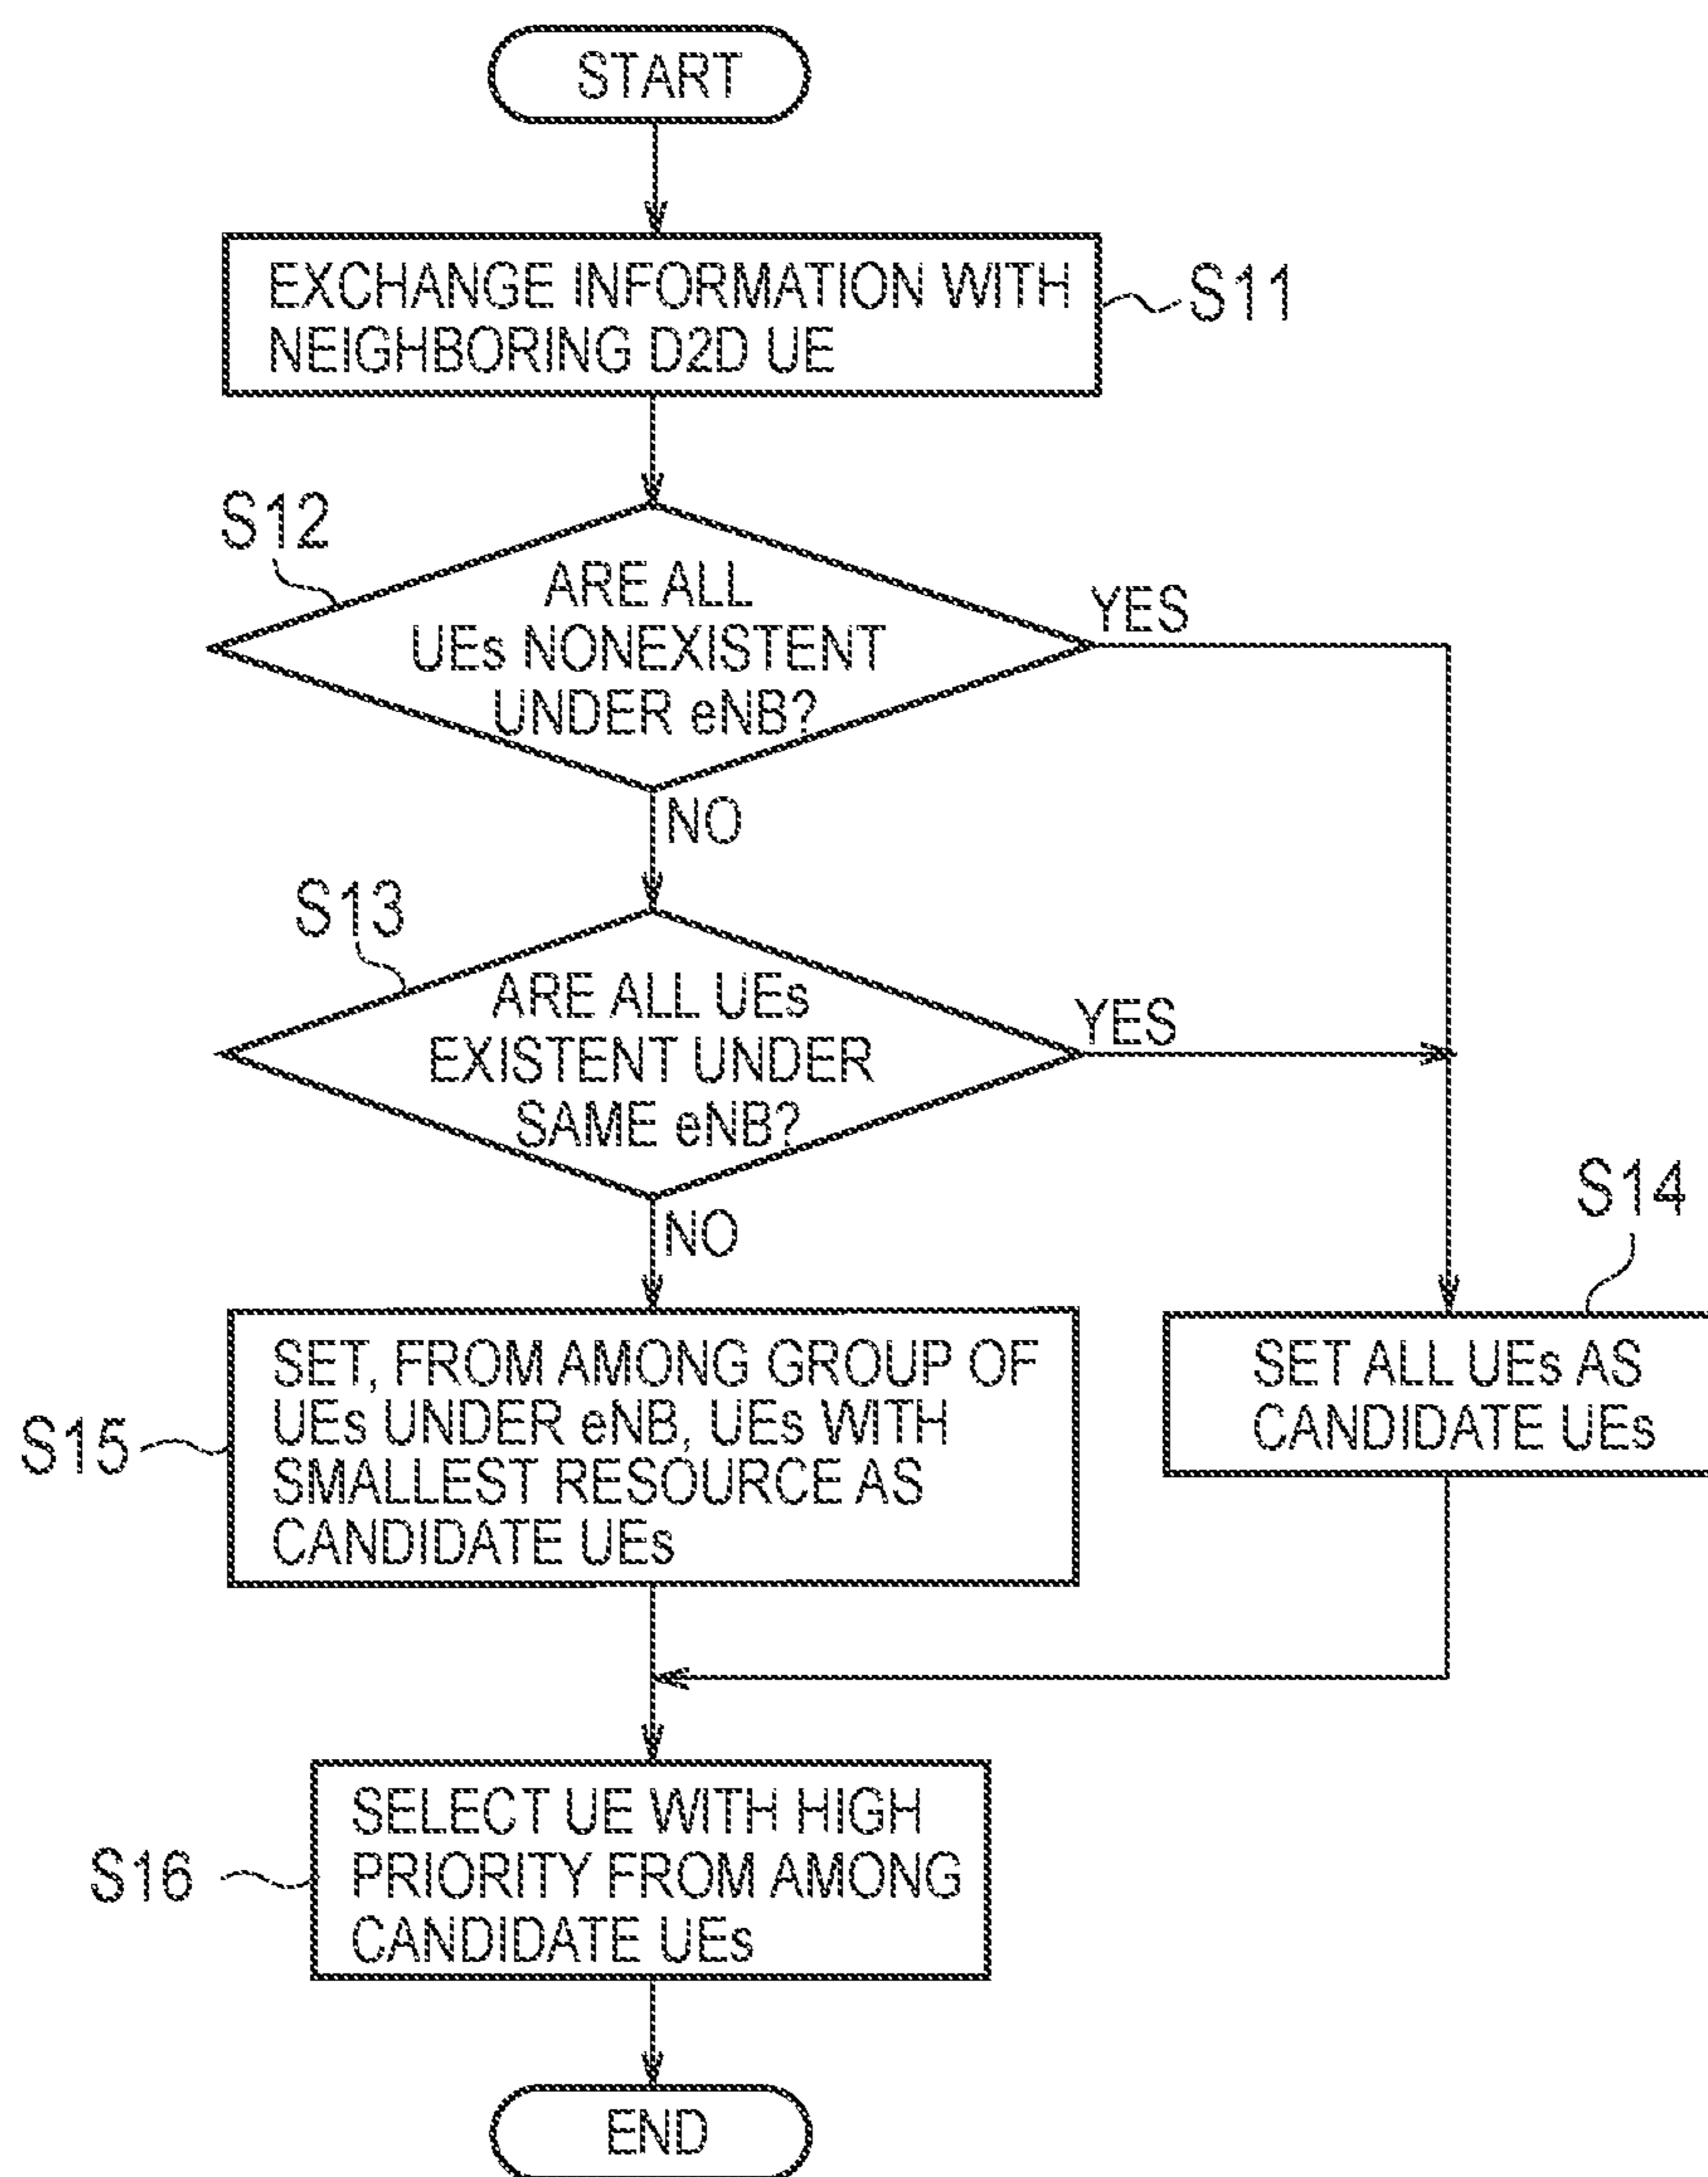 START
EXCHANGE INFORMATION WITH
NEIGHBORING D2D UE
S11
S12
ARE ALL
UEs NONEXISTENT
UNDER eNB?
YES
NO
S13
ARE ALL UEs
EXISTENT UNDER
SAME eNB?
YES
NO
S14
SET ALL UEs AS
CANDIDATE UEs
S15
SET, FROM AMONG GROUP OF
UEs UNDER eNB, UEs WITH
SMALLEST RESOURCE AS
CANDIDATE UEs
S16
SELECT UE WITH HIGH
PRIORITY FROM AMONG
CANDIDATE UEs
END